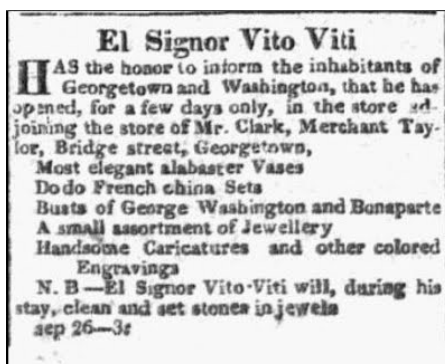 El Signor Vito Viti
HAS the honor to inform the inhabitants of
Georgetown and Washington, that he has
opened, for a few days only, in the store ad-
joining the store of Mr. Clark, Merchant Tay
lor, Bridge street, Georgetown,
Most elegant alabaster Vases
Do do French china Sets
Busts of George Washington and Bonaparte
A small assortment of Jewellery
Handsome Caricatures and other colored
Engravings
N. B—El Signor Vito-Viti will, during his
stay, clean and set stones in jewels
sep 26—3t